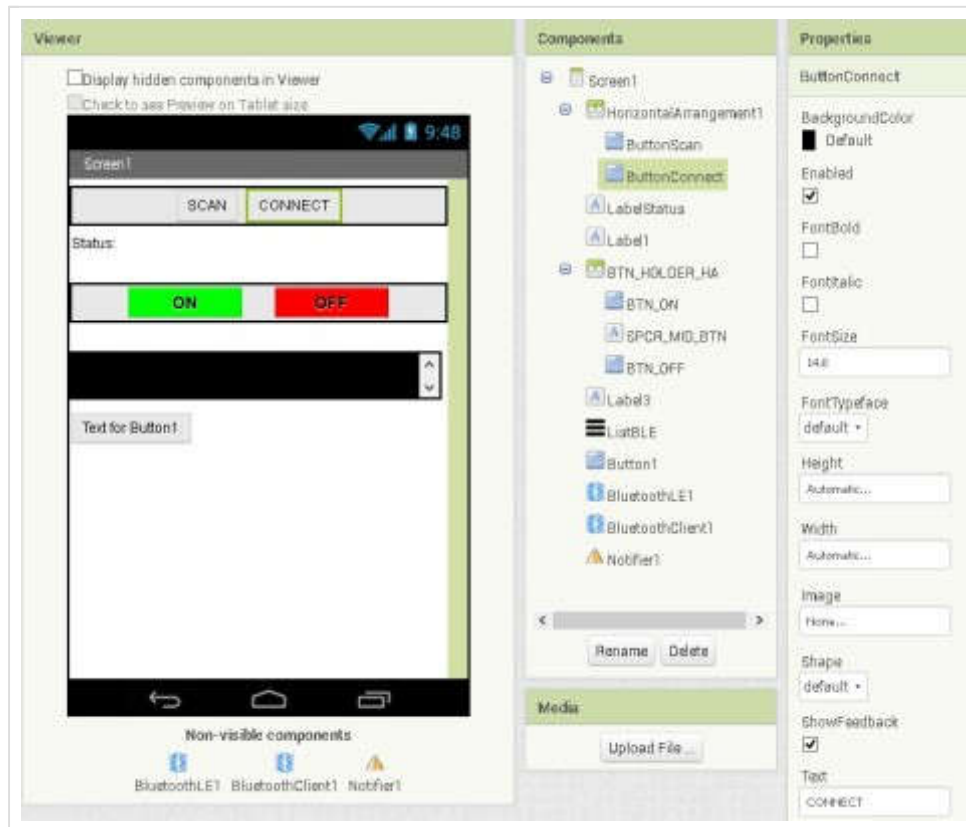 Viewer
Display hidden components in Viewer
Check to see Preview on Tablet size.
9:48
Screen1
SCAN
CONNECT
Status:
ON
OFF
Text for Button1
Non-visible components
BluetoothLE1
BluetoothClient1
Notifier1
Components
Screen1
HorizontalArrangement1
ButtonScan
ButtonConnect
LabelStatus
Label1
BTN_HOLDER_HA
BTN_ON
SPCR_MID_BTN
BTN_OFF
Label3
ListBLE
Button1
BluetoothLE1
BluetoothClient1
Notifier1
Rename
Delete
Media
Upload File ...
Properties
ButtonConnect
BackgroundColor
Default
Enabled
FontBold
FontItalic
FontSize
14.0
FontTypeface
default
Height
Automatic...
Width
Automatic...
Image
None...
Shape
default
ShowFeedback
Text
CONNECT